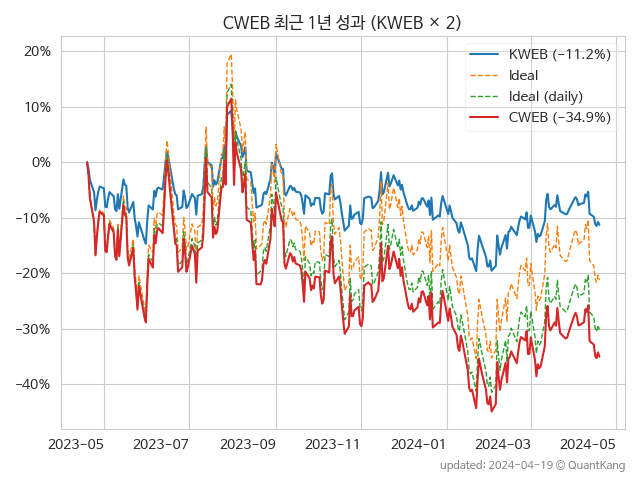 CWEB 최근 1년 성과 (KWEB × 2)
KWEB (−11.2%)
Ideal
Ideal (daily)
CWEB (−34.9%)
20%
10%
0%
−10%
−20%
−30%
−40%
2023−05 2023−07 2023−09 2023−11 2024−01 2024−03 2024−05
updated: 2024−04−19 © QuantKang